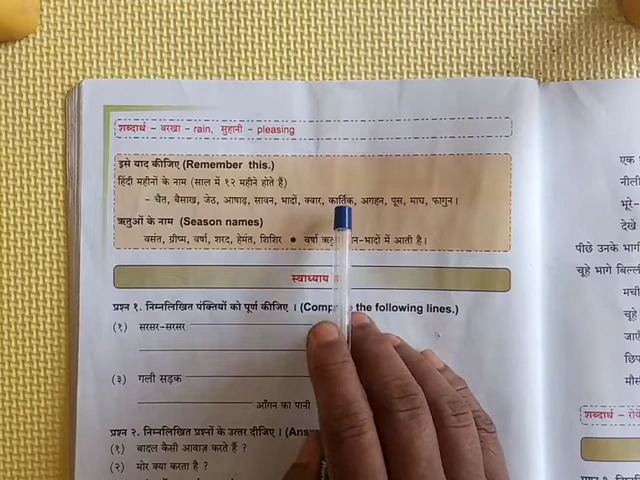 शब्दार्थ – बरखा - rain, सुहानी - pleasing
इसे याद कीजिए (Remember this.)
हिंदी महीनों के नाम (साल में १२ महीने होते हैं)
- चैत, बैसाख, जेठ, आषाढ़, सावन, भादों, क्वार, कार्तिक, अगहन, पूस, माघ, फागुन।
ऋतुओं के नाम (Season names)
वसंत, ग्रीष्म, वर्षा, शरद, हेमंत, शिशिर ● वर्षा ऋतु न-भादों में आती है।
स्वाध्याय
प्रश्न १. निम्नलिखित पंक्तियों को पूर्ण कीजिए । (Comp the following lines.)
(१) सरसर-सरसर
(३) गली सड़क
आँगन का पानी
प्रश्न २. निम्नलिखित प्रश्नों के उत्तर दीजिए । (Ans
(१) बादल कैसी आवाज़ करते हैं ?
(२) मोर क्या करता है ?
एक
नीली
भूरे-
देखे
पीछे उनके भागी
चूहे भागे बिल्ली
मची
चूहे
जाएँ
छिप
मौसी
शब्दार्थ –